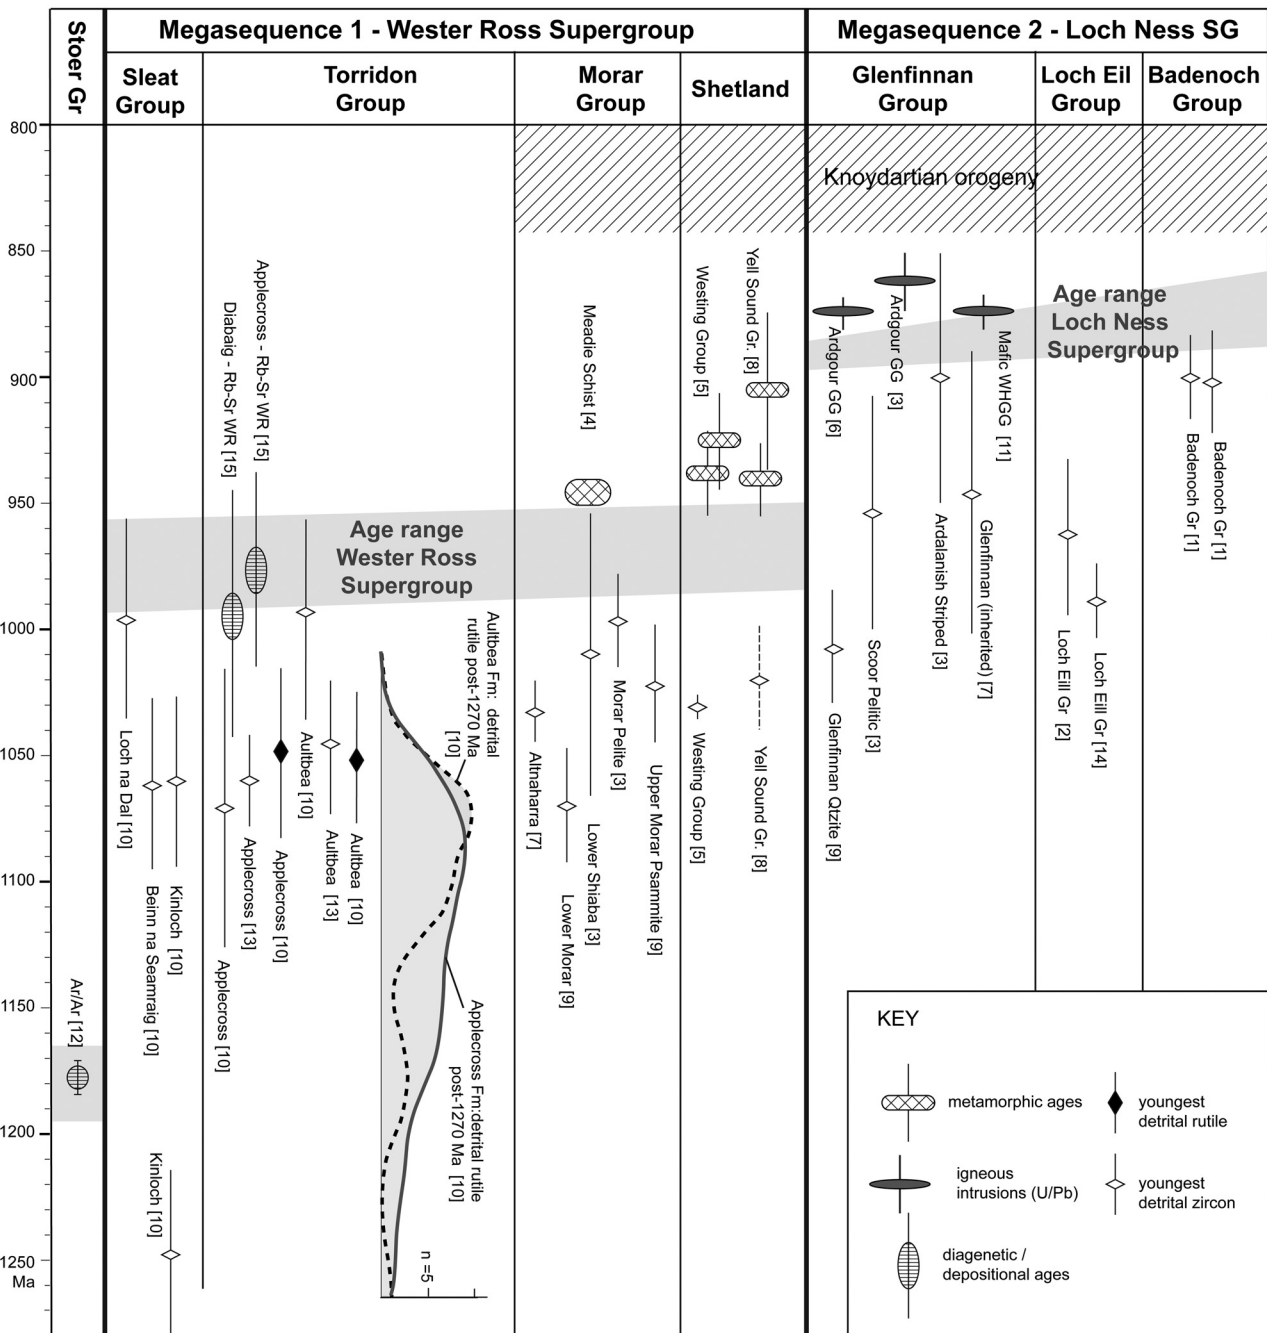 Stoer Gr
Megasequence 1 - Wester Ross Supergroup
Megasequence 2 - Loch Ness SG
Sleat
Group
Torridon
Group
Morar
Group
Shetland
Glenfinnan
Group
Loch Eil
Group
Badenoch
Group
800
850
900
950
1000
1050
1100
1150
1200
1250
Ma
Knoydartian orogeny
Age range
Wester Ross
Supergroup
Age range
Loch Ness
Supergroup
Ar/Ar [12]
Loch na Dal [10]
Beinn na Seamraig [10]
Kinloch [10]
Kinloch [10]
Diabaig - Rb-Sr WR [15]
Applecross - Rb-Sr WR [15]
Applecross [10]
Applecross [13]
Applecross [10]
Aultbea [10]
Aultbea [13]
Aultbea [10]
Aultbea Fm: detrital
rutile post-1270 Ma
[10]
Applecross Fm:detrital rutile
post-1270 Ma [10]
n =5
Meadie Schist [4]
Altnaharra [7]
Lower Morar [9]
Lower Shiaba [3]
Morar Pelite [3]
Upper Morar Psammite [9]
Westing Group [5]
Yell Sound Gr. [8]
Westing Group [5]
Yell Sound Gr. [8]
Ardgour GG [6]
Ardgour GG [3]
Mafic WHGG [11]
Glenfinnan Qtzite [9]
Scoor Pelitic [3]
Ardalanish Striped [3]
Glenfinnan (inherited) [7]
Loch Eill Gr [2]
Loch Eill Gr [14]
Badenoch Gr [1]
Badenoch Gr [1]
KEY
metamorphic ages
youngest
detrital rutile
igneous
intrusions (U/Pb)
youngest
detrital zircon
diagenetic /
depositional ages